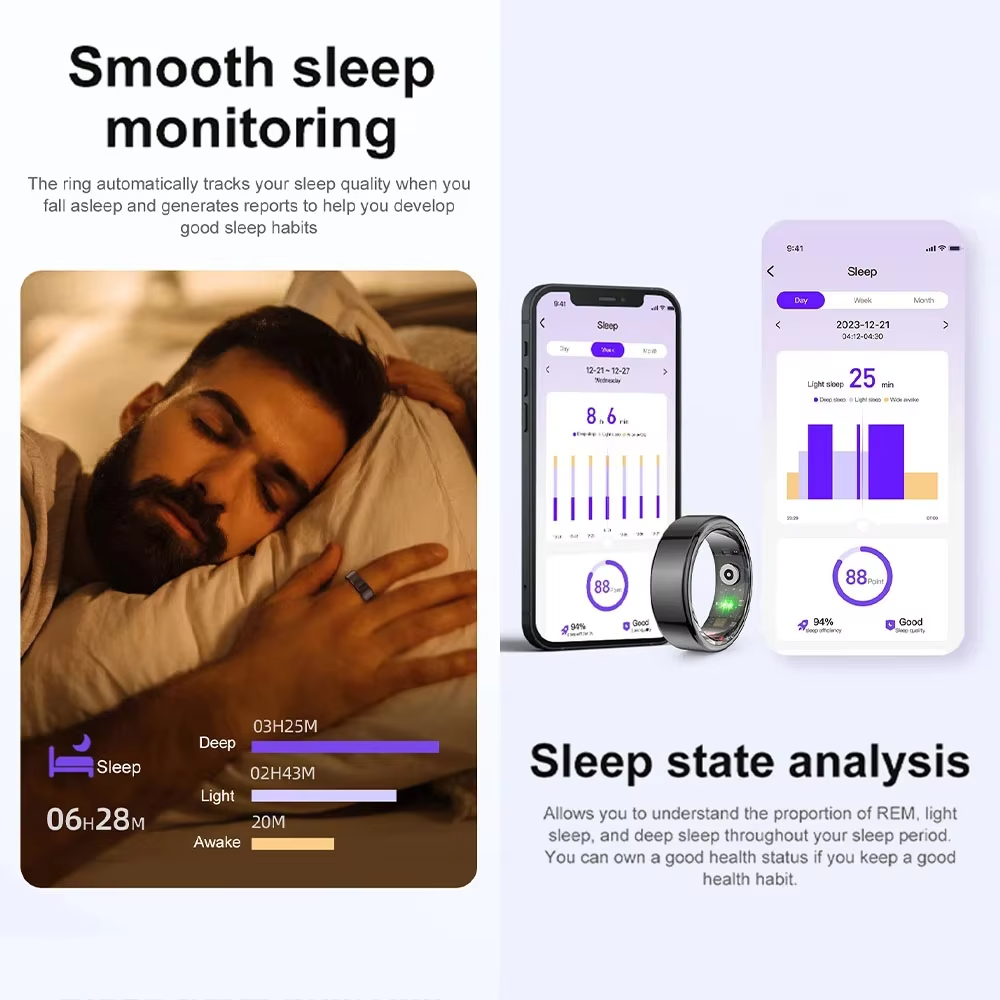 Smooth sleep
monitoring
The ring automatically tracks your sleep quality when you
fall asleep and generates reports to help you develop
good sleep habits
Sleep
06H28M
03H25M
Deep
02H43M
Light
20M
Awake
9:41
Sleep
Day Week Month
12-21 ~ 12-27
Wednesday
8 h 6 min
88 Point
94%
Good
9:41
Sleep
Day Week Month
2023-12-21
04:12-04:30
Light sleep 25 min
Deep sleep Light sleep Wide awake
07:00
88 Point
94%
Sleep efficiency
Good
Sleep quality
Sleep state analysis
Allows you to understand the proportion of REM, light
sleep, and deep sleep throughout your sleep period.
You can own a good health status if you keep a good
health habit.